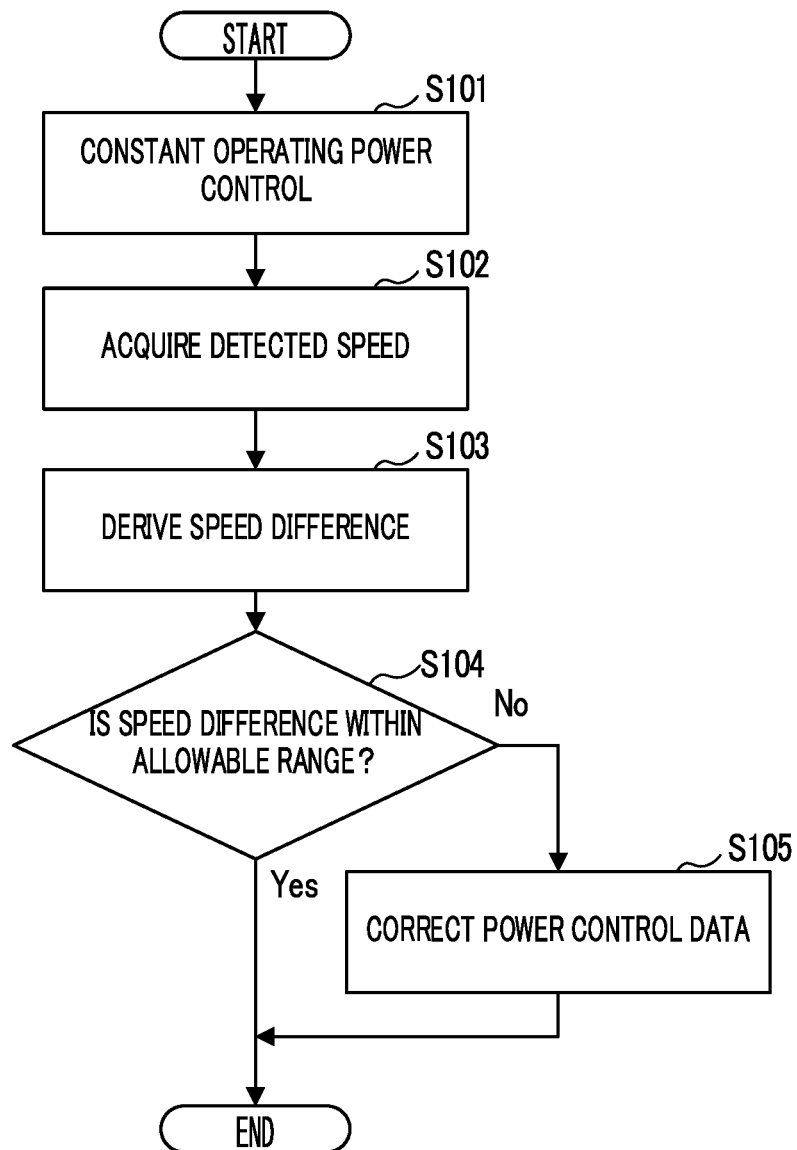 START
S101
CONSTANT OPERATING POWER
CONTROL
S102
ACQUIRE DETECTED SPEED
S103
DERIVE SPEED DIFFERENCE
S104
IS SPEED DIFFERENCE WITHIN
ALLOWABLE RANGE?
No
Yes
S105
CORRECT POWER CONTROL DATA
END